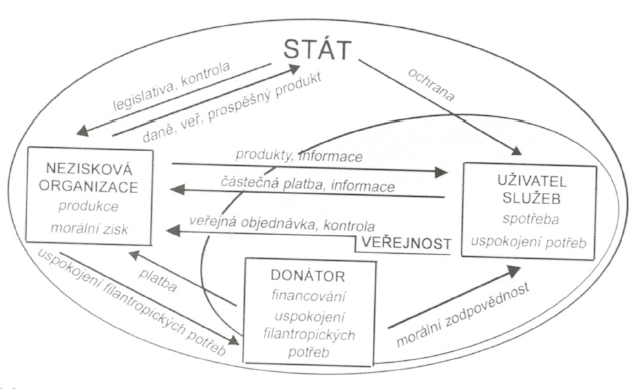 STÁT
legislativa, kontrola
daně, veř, prospěšný produkt
ochrana
NEZISKOVÁ
ORGANIZACE
produkce
morální zisk
produkty, informace
částečná platba, informace
veřejná objednávka, kontrola
VEŘEJNOST
UŽIVATEL
SLUŽEB
spotřeba
uspokojení potřeb
uspokojení filantropických potřeb
platba
DONÁTOR
financování
uspokojení
filantropických
potřeb
morální zodpovědnost